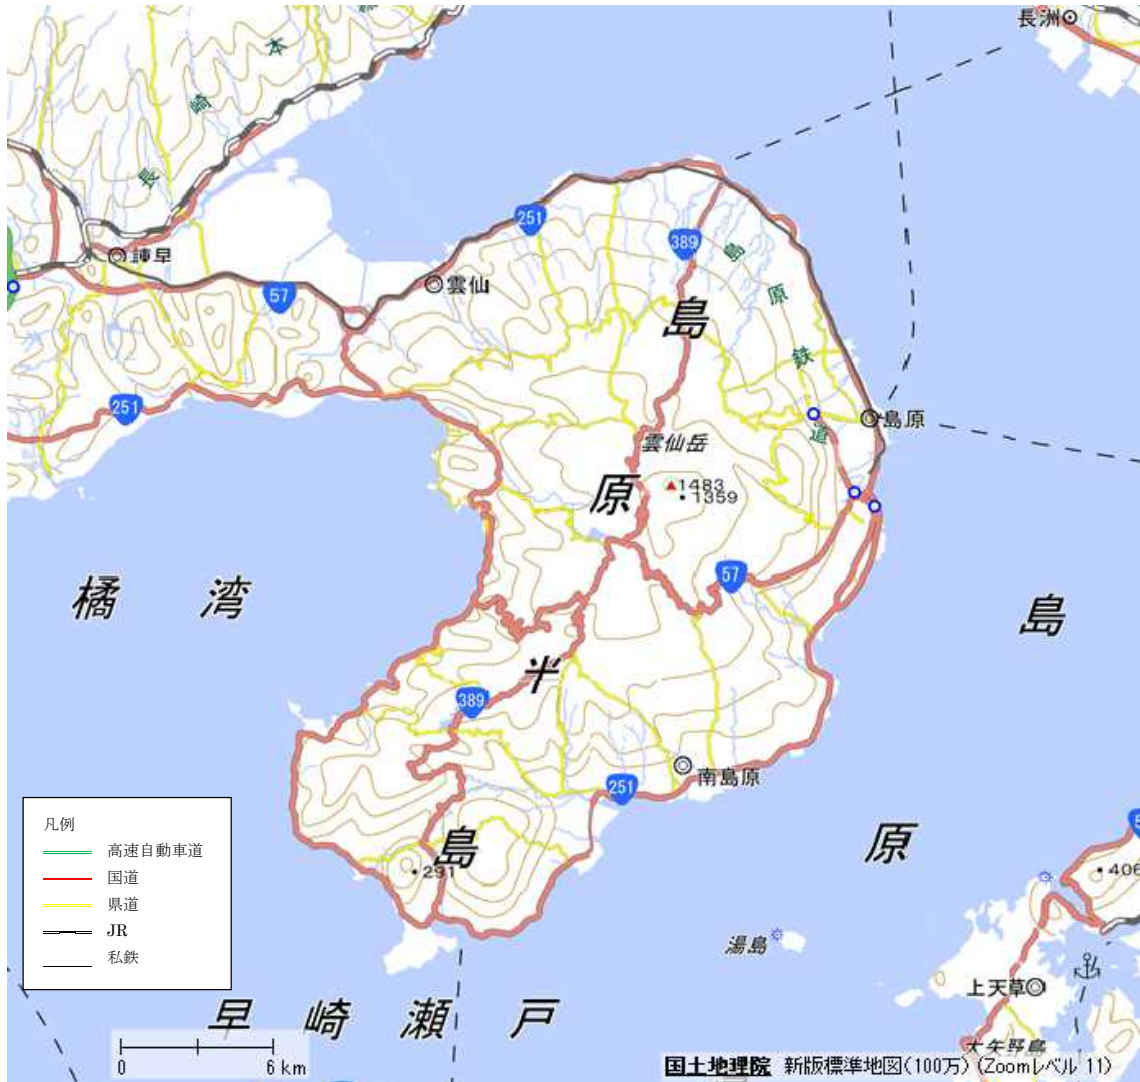 長洲
本
崎
長
諫早
雲仙
251
389
57
251
島
原
鉄
道
島
原
半
島
雲仙岳
1483
1359
島原
57
橘 湾
島
原
389
251
南島原
291
406
湯島
上天草
大矢野島
早 崎 瀬 戸
凡例
高速自動車道
国道
県道
JR
私鉄
0
6 km
国土地理院 新版標準地図(100万) (Zoomレベル 11)